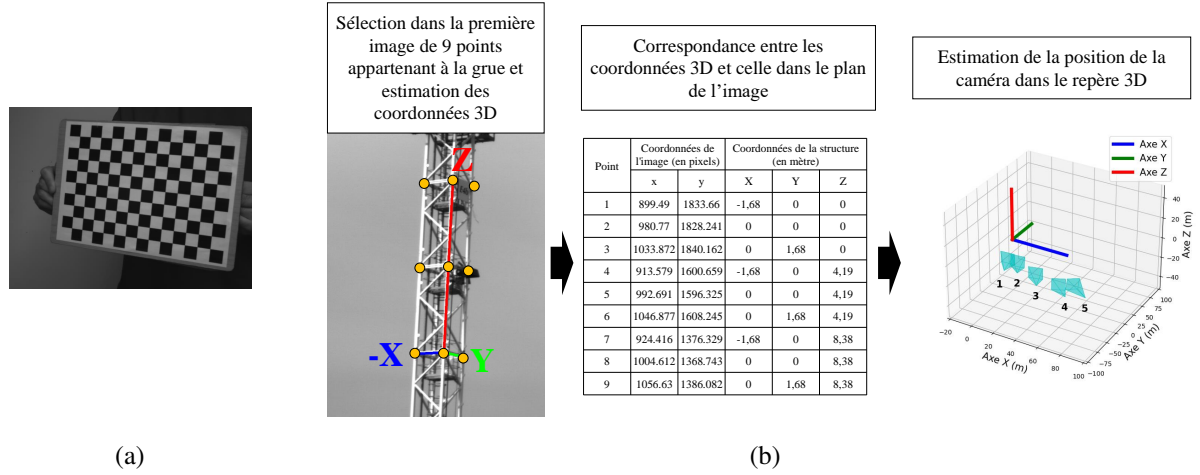 Sélection dans la première
image de 9 points
appartenant à la grue et
estimation des
coordonnées 3D
Z
-X
Y
Correspondance entre les
coordonnées 3D et celle dans le plan
de l’image
Point Coordonnées de l'image (en pixels) Coordonnées de la structure (en mètre)
x y X Y Z
1 899.49 1833.66 -1,68 0 0
2 980.77 1828.241 0 0 0
3 1033.872 1840.162 0 1,68 0
4 913.579 1600.659 -1,68 0 4,19
5 992.691 1596.325 0 0 4,19
6 1046.877 1608.245 0 1,68 4,19
7 924.416 1376.329 -1,68 0 8,38
8 1004.612 1368.743 0 0 8,38
9 1056.63 1386.082 0 1,68 8,38
Estimation de la position de la
caméra dans le repère 3D
Axe X
Axe Y
Axe Z
1 2 3 4 5
−20 0 20 40 60 80 100
Axe X (m)
−100 −75 −50 −25 0 25 50 75 100
Axe Y (m)
40
20
0
−20
−40
Axe Z (m)
(a)
(b)